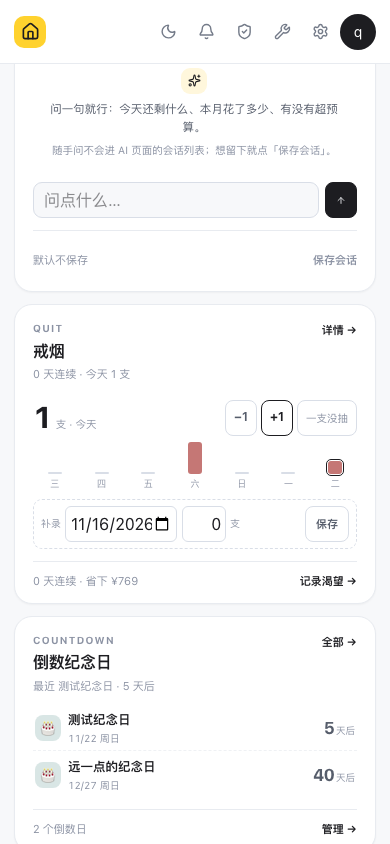 q
问一句就行：今天还剩什么、本月花了多少、有没有超预
算。
随手问不会进 AI 页面的会话列表；想留就点「保存会话」。
问点什么...
默认不保存
保存会话
QUIT
详情 →
戒烟
0 天连续 · 今天 1 支
1 支 · 今天
−1
+1
一支没抽
三 四 五 六 日 一 二
补录
11/16/2026
0 支
保存
0 天连续 · 省下 ¥769
记录渴望 →
COUNTDOWN
全部 →
倒数纪念日
最近 测试纪念日 · 5 天后
测试纪念日
11/22 周日
5 天后
远一点的纪念日
12/27 周日
40 天后
2 个倒数日
管理 →